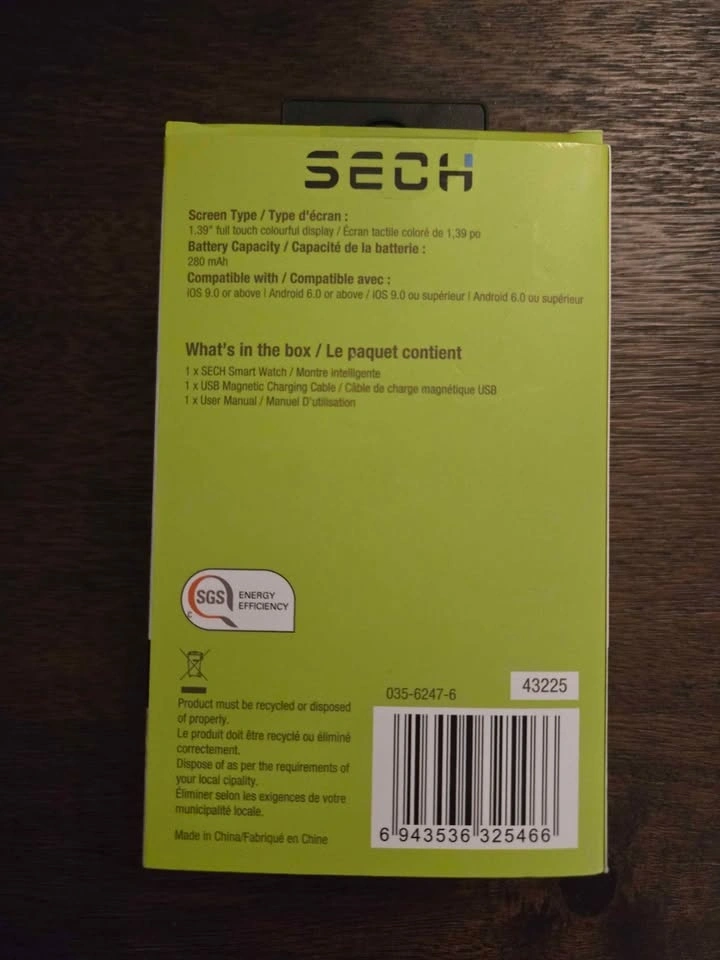 SECH
Screen Type / Type d'écran :
1.39" full touch colourful display / Écran tactile coloré de 1,39 po
Battery Capacity / Capacité de la batterie :
280 mAh
Compatible with / Compatible avec :
iOS 9.0 or above | Android 6.0 or above / iOS 9.0 ou supérieur | Android 6.0 ou supérieur
What's in the box / Le paquet contient
1 x SECH Smart Watch / Montre intelligente
1 x USB Magnetic Charging Cable / Câble de charge magnétique USB
1 x User Manual / Manuel D'utilisation
SGS
C
ENERGY
EFFICIENCY
Product must be recycled or disposed
of properly.
Le produit doit être recyclé ou éliminé
correctement.
Dispose of as per the requirements of
your local cipality.
Éliminer selon les exigences de votre
municipalité locale.
Made in China/Fabriqué en Chine
035-6247-6
43225
6 943536 325466